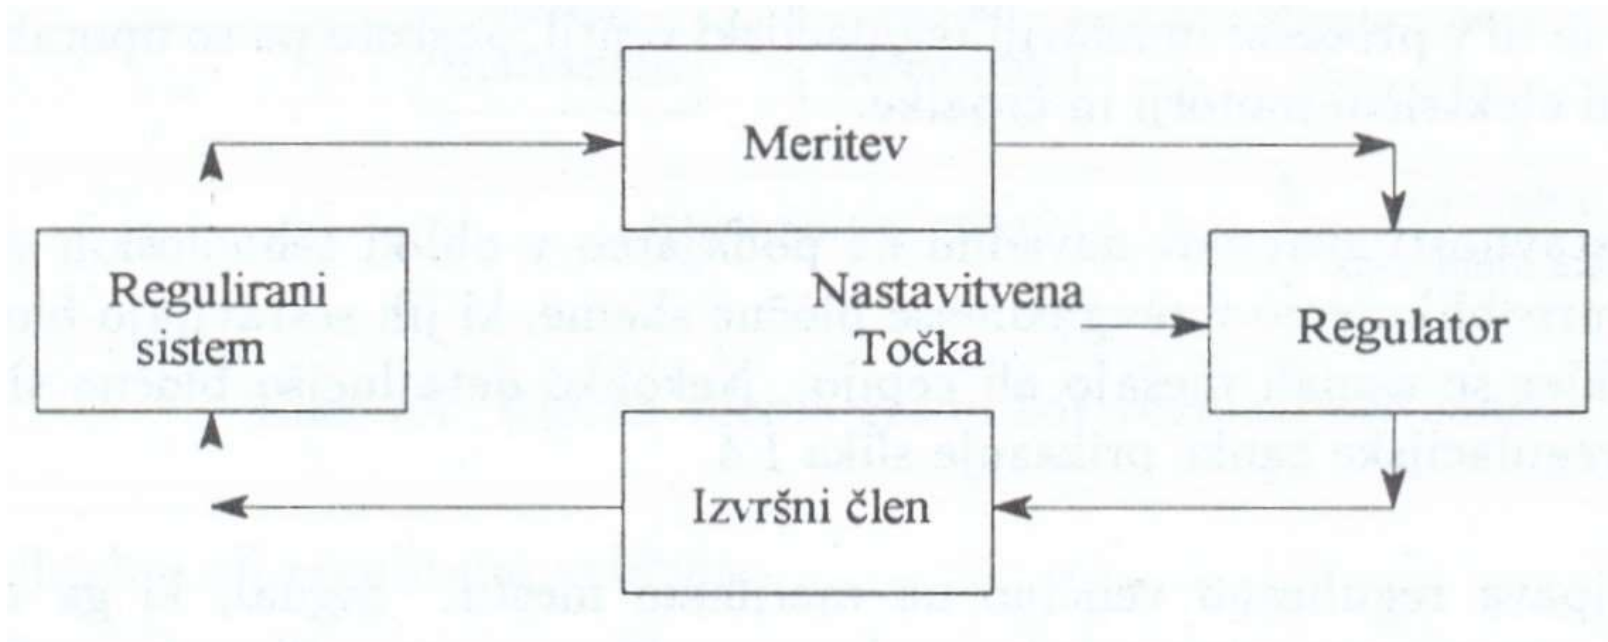 Meritev
Regulirani
sistem
Nastavitvena
Točka
Regulator
Izvršni člen